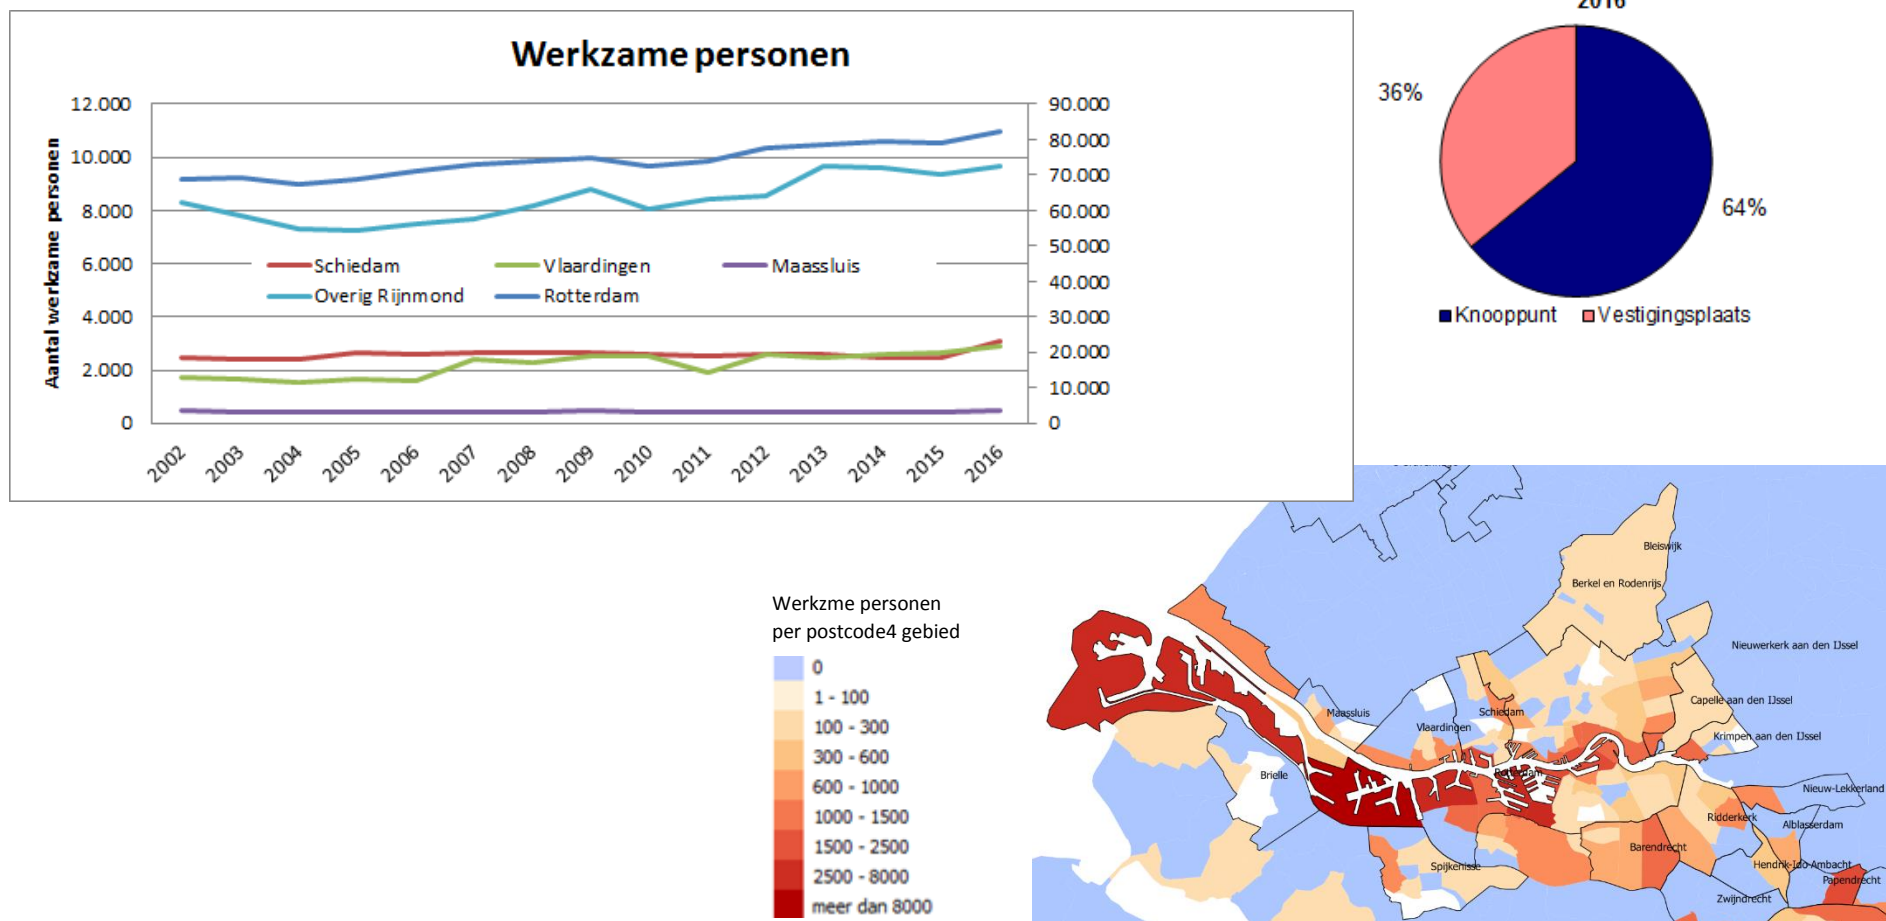 Werkzame personen
Aantal werkzame personen
12.000
10.000
8.000
6.000
4.000
2.000
0
90.000
80.000
70.000
60.000
50.000
40.000
30.000
20.000
10.000
0
Schiedam
Vlaardingen
Maassluis
Overig Rijnmond
Rotterdam
2002 2003 2004 2005 2006 2007 2008 2009 2010 2011 2012 2013 2014 2015 2016
2016
36%
64%
Knooppunt
Vestigingsplaats
Werkzme personen
per postcode4 gebied
0
1 - 100
100 - 300
300 - 600
600 - 1000
1000 - 1500
1500 - 2500
2500 - 8000
meer dan 8000
Bleiswijk
Berkel en Rodenrijs
Nieuwerkerk aan den IJssel
Capelle aan den IJssel
Maassluis
Schiedam
Vlaardingen
Krimpen aan den IJssel
Rotterdam
Brielle
Nieuw-Lekkerland
Ridderkerk
Alblasserdam
Barendrecht
Spijkenisse
Hendrik-Ido-Ambacht
Papendrecht
Zwijndrecht